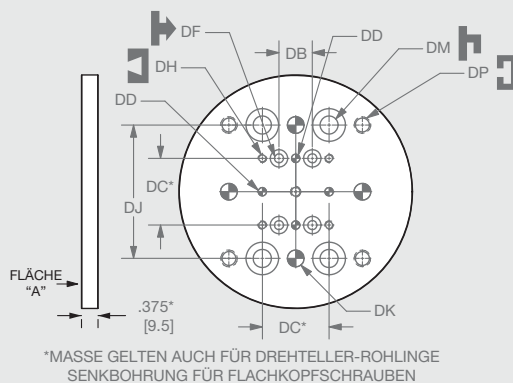 DF
DB
DD
DM
DH
DP
DD
DC*
DJ
FLÄCHE
"A"
.375*
[9.5]
DK
DC*
*MASSE GELTEN AUCH FÜR DREHTELLER-ROHLINGE
SENKBOHRUNG FÜR FLACHKOPFSCHRAUBEN